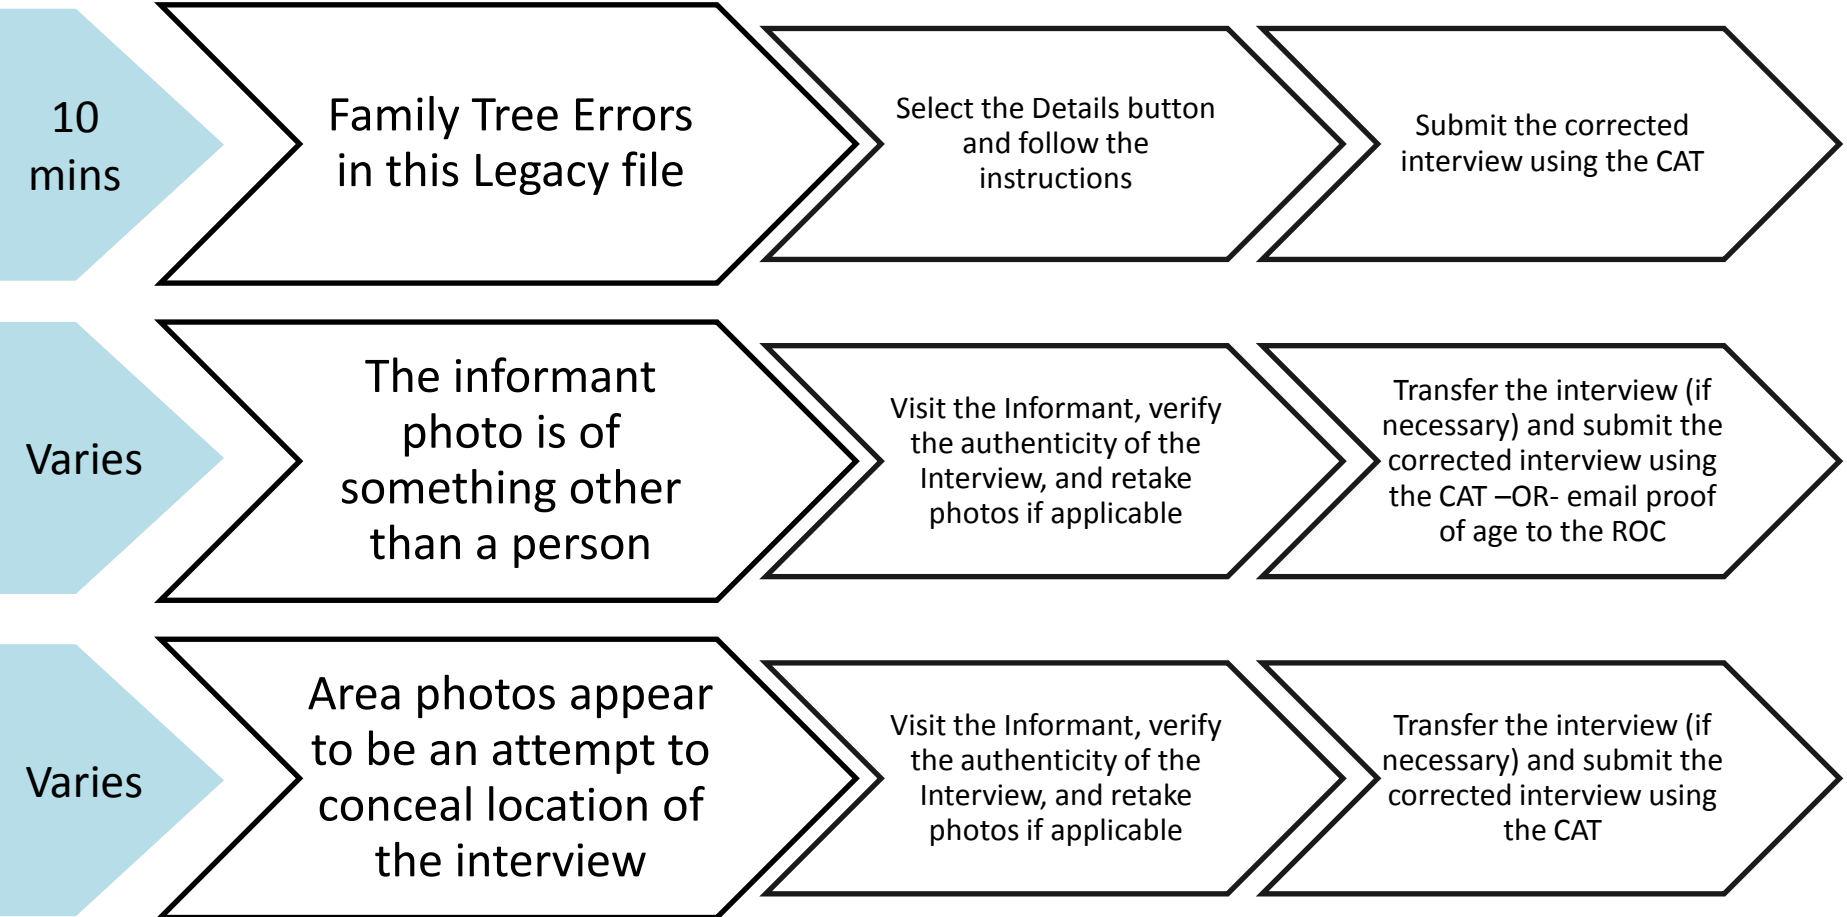 10
mins
Family Tree Errors
in this Legacy file
Select the Details button
and follow the
instructions
Submit the corrected
interview using the CAT
Varies
The informant
photo is of
something other
than a person
Visit the Informant, verify
the authenticity of the
Interview, and retake
photos if applicable
Transfer the interview (if
necessary) and submit the
corrected interview using
the CAT –OR- email proof
of age to the ROC
Varies
Area photos appear
to be an attempt to
conceal location of
the interview
Visit the Informant, verify
the authenticity of the
Interview, and retake
photos if applicable
Transfer the interview (if
necessary) and submit the
corrected interview using
the CAT